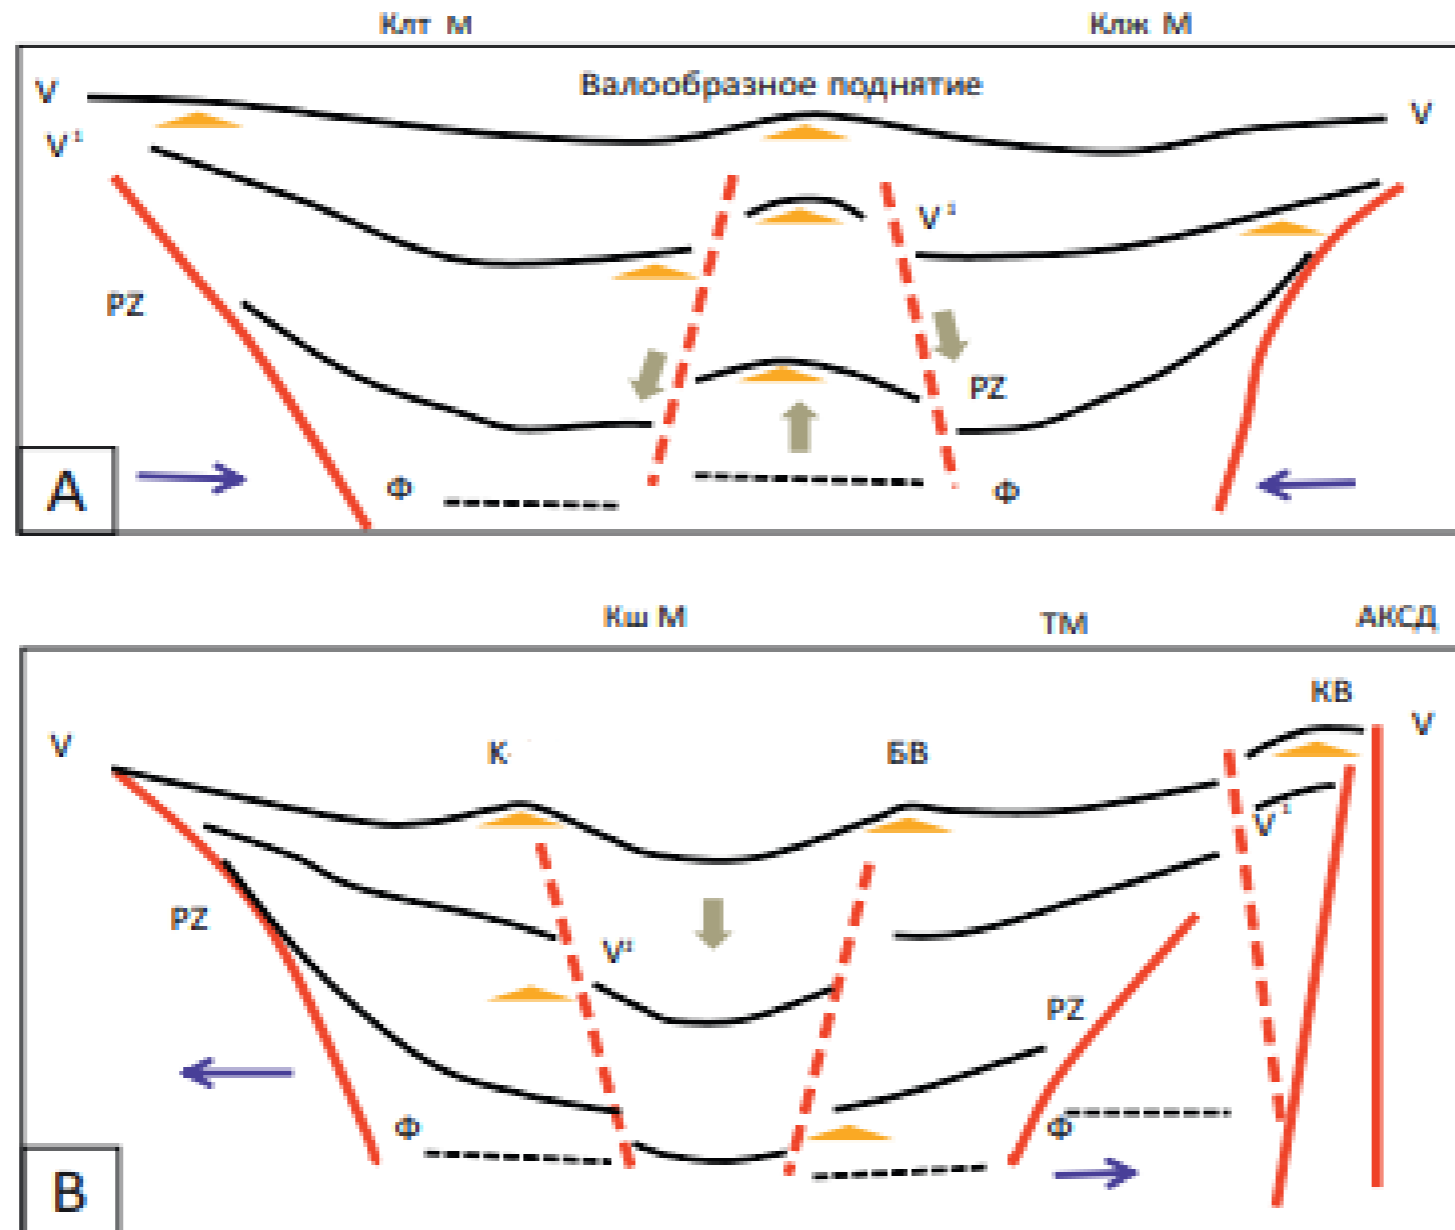 Клт М Клж М
Валообразное поднятие
V V
V¹
V¹
PZ
PZ
Ф Ф
A
Кш М ТМ АКСД
КВ
V V
К БВ
V¹
PZ
V¹
PZ
Ф Ф
B